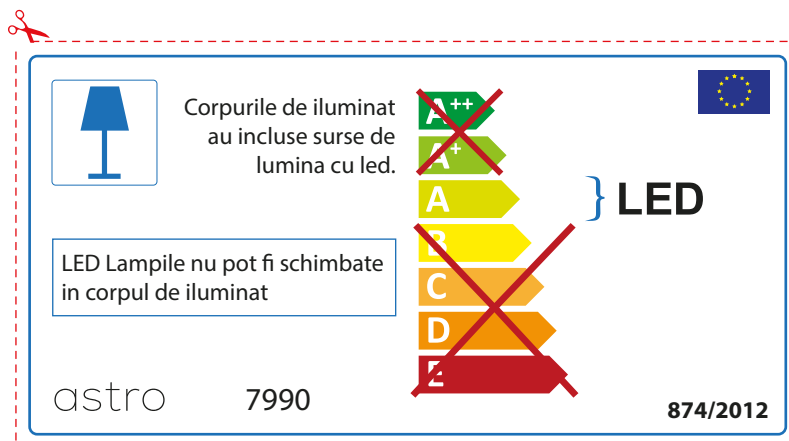 Corpurile de iluminat
au incluse surse de
lumina cu led.
A++
A+
A
B
C
D
E
LED
LED Lampile nu pot fi schimbate
in corpul de iluminat
astro
7990
874/2012